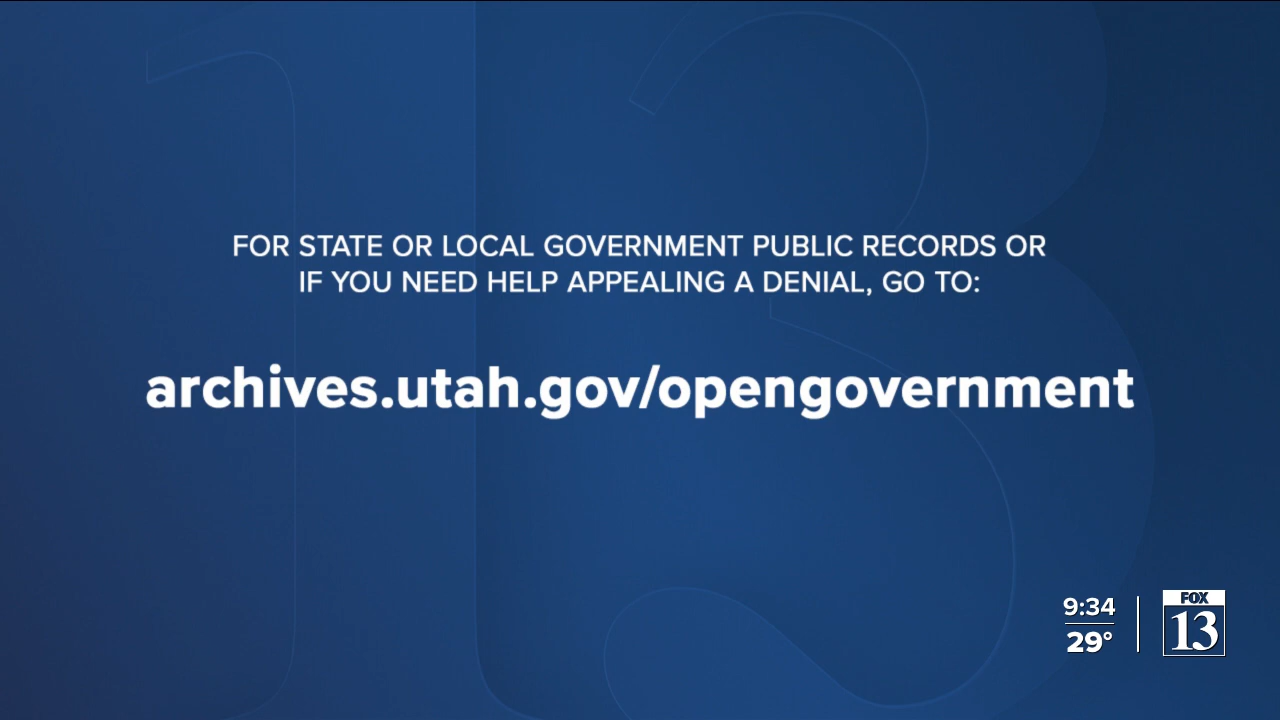 FOR STATE OR LOCAL GOVERNMENT PUBLIC RECORDS OR
IF YOU NEED HELP APPEALING A DENIAL, GO TO:
archives.utah.gov/opengovernment
9:34
29°
FOX
13